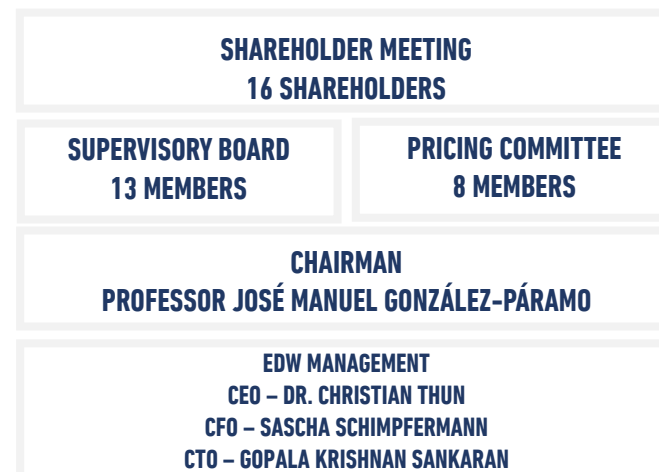 SHAREHOLDER MEETING
16 SHAREHOLDERS
SUPERVISORY BOARD
13 MEMBERS
PRICING COMMITTEE
8 MEMBERS
CHAIRMAN
PROFESSOR JOSÉ MANUEL GONZÁLEZ-PÁRAMO
EDW MANAGEMENT
CEO – DR. CHRISTIAN THUN
CFO – SASCHA SCHIMPFERMANN
CTO – GOPALA KRISHNAN SANKARAN